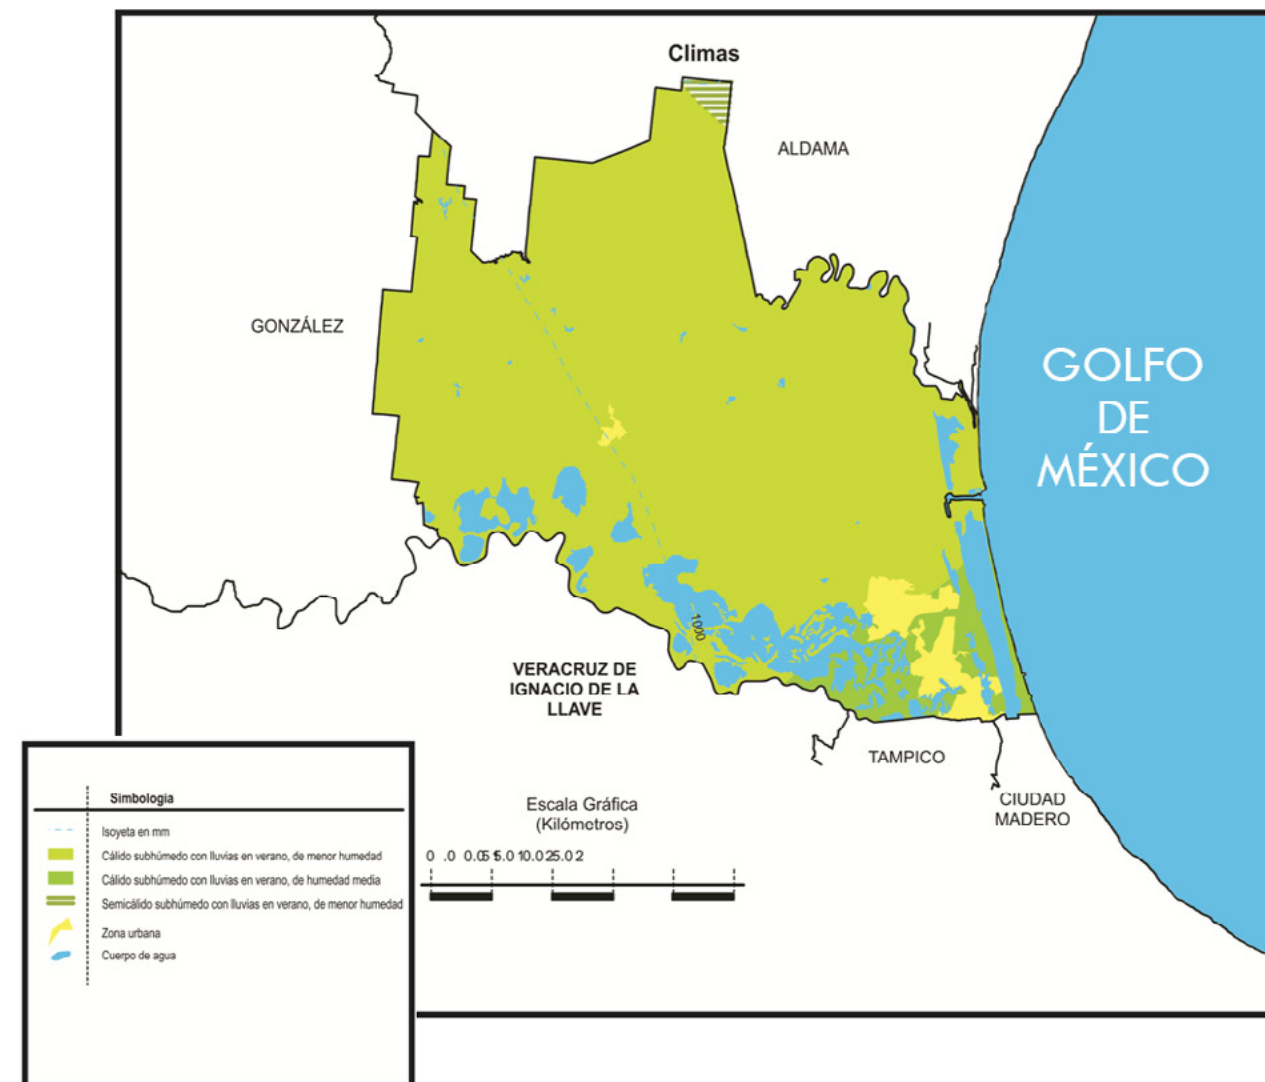 Climas
ALDAMA
GONZÁLEZ
GOLFO
DE
MÉXICO
1000
VERACRUZ DE
IGNACIO DE LA
LLAVE
TAMPICO
CIUDAD
MADERO
Escala Gráfica
(Kilómetros)
Simbologia
Isoyeta en mm
Cálido subhúmedo con lluvias en verano, de menor humedad
Cálido subhúmedo con lluvias en verano, de humedad media
Semicálido subhúmedo con lluvias en verano, de menor humedad
Zona urbana
Cuerpo de agua